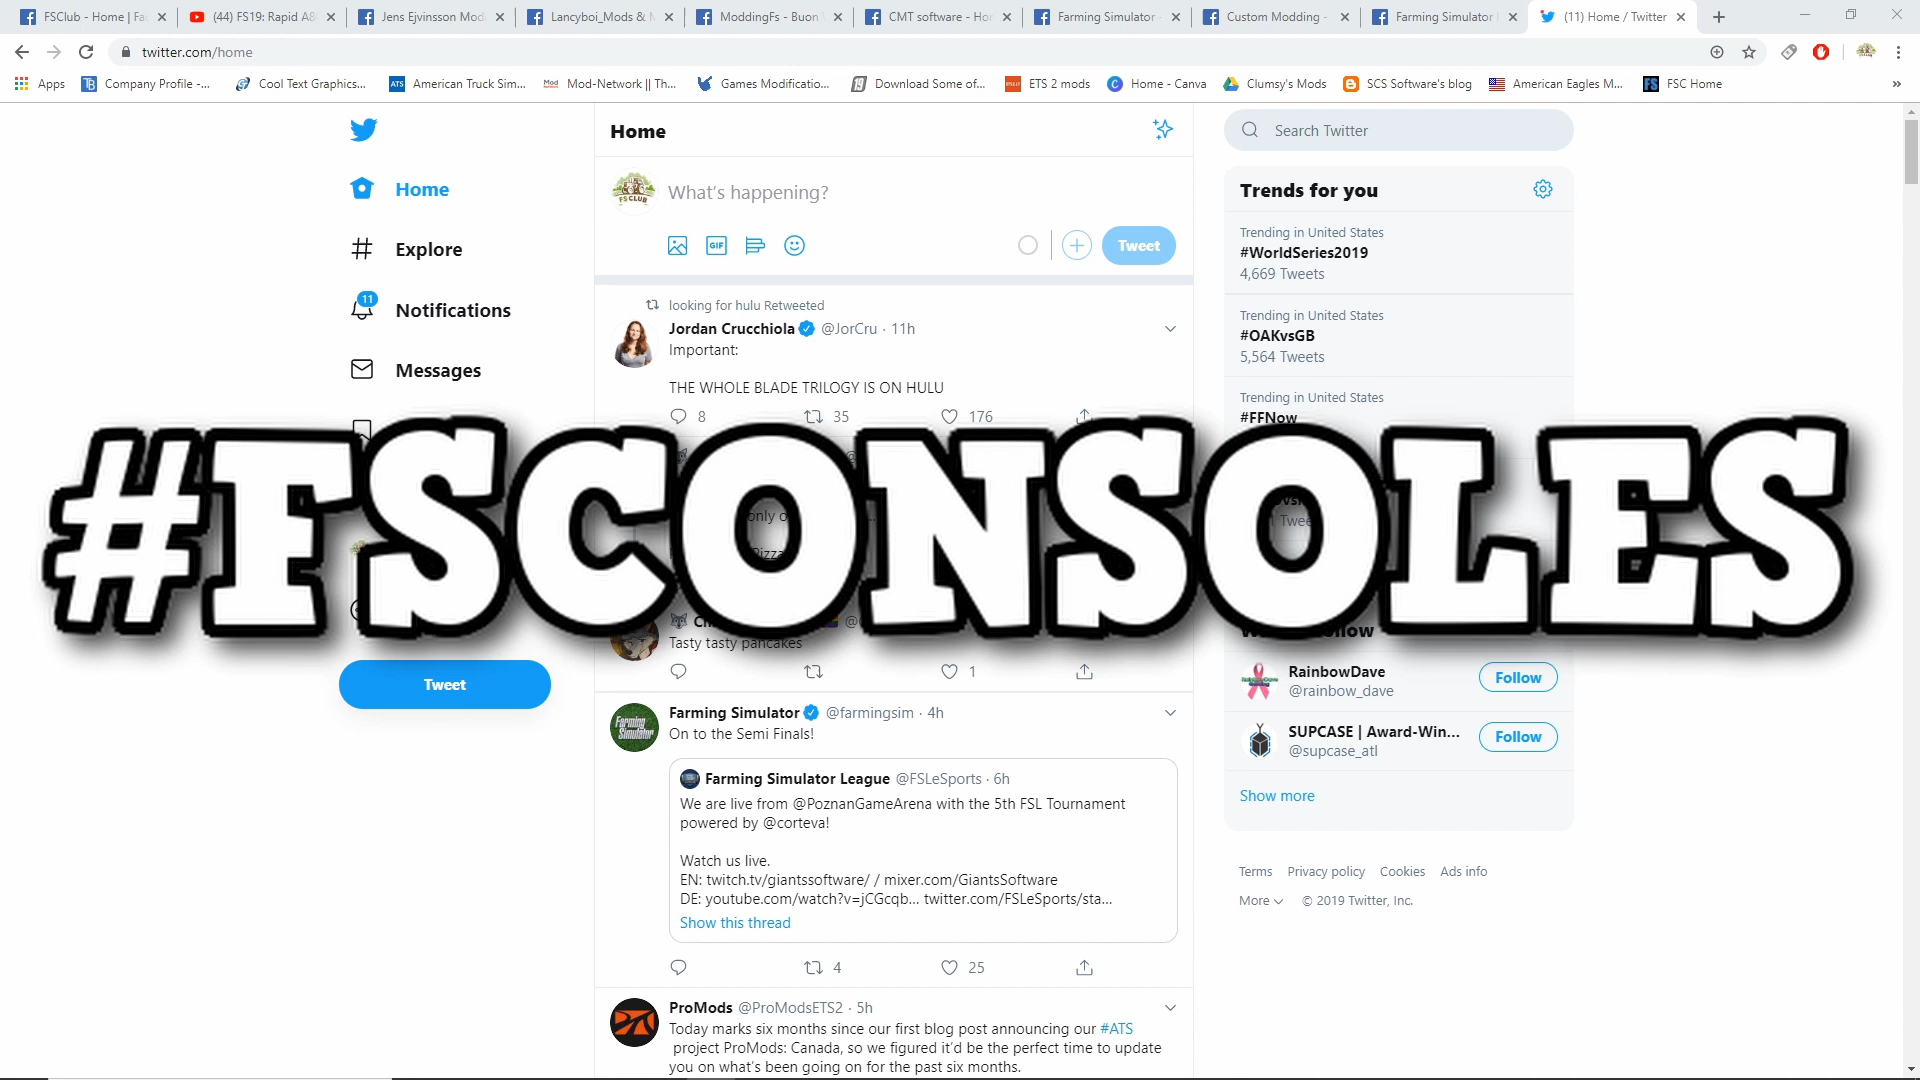 FSClub - Home | Fa
(44) FS19: Rapid A8
Jens Ejvinsson Mod
Lancyboi_Mods & M
ModdingFs - Buon
CMT software - Ho
Farming Simulator
Custom Modding -
Farming Simulator
(11) Home / Twitter
twitter.com/home
Apps
Company Profile -...
Cool Text Graphics...
ATS American Truck Sim...
Mod-Network || Th...
Games Modificatio...
19 Download Some of...
ETS 2 mods
Home - Canva
Clumsy's Mods
SCS Software's blog
American Eagles M...
FSC Home
Home
Explore
11
Notifications
Messages
Tweet
Home
FS CLUB
What's happening?
GIF
Tweet
looking for hulu Retweeted
Jordan Crucchiola @JorCru · 11h
Important:
THE WHOLE BLADE TRILOGY IS ON HULU
8 35 176
#FSCONSOLES
only
Pizza
Tasty tasty pancakes
1
Farming Simulator
Farming Simulator @farmingsim · 4h
On to the Semi Finals!
Farming Simulator League @FSLeSports · 6h
We are live from @PoznanGameArena with the 5th FSL Tournament
powered by @corteva!
Watch us live.
EN: twitch.tv/giantssoftware/ / mixer.com/GiantsSoftware
DE: youtube.com/watch?v=jCGcqb... twitter.com/FSLeSports/sta...
Show this thread
4 25
ProMods @ProModsETS2 · 5h
Today marks six months since our first blog post announcing our #ATS
project ProMods: Canada, so we figured it'd be the perfect time to update
you on what's been going on for the past six months.
Search Twitter
Trends for you
Trending in United States
#WorldSeries2019
4,669 Tweets
Trending in United States
#OAKvsGB
5,564 Tweets
Trending in United States
#FFNow
RainbowDave
@rainbow_dave
Follow
SUPCASE | Award-Win...
@supcase_atl
Follow
Show more
Terms Privacy policy Cookies Ads info
More © 2019 Twitter, Inc.